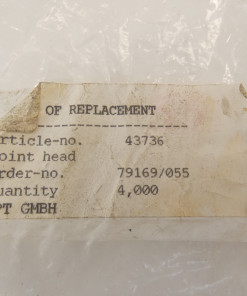 OF REPLACEMENT
rticle-no. 43736
oint head
rder-no. 79169/055
uantity 4,000
PT GMBH